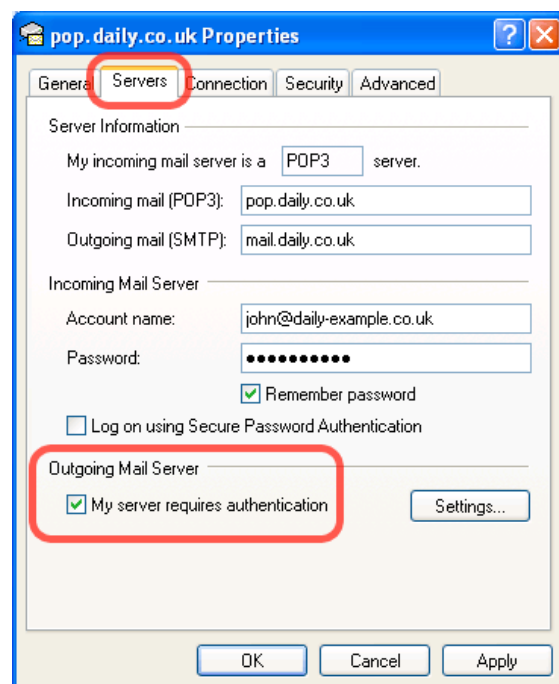 pop.daily.co.uk Properties
General Servers Connection Security Advanced
Server Information
My incoming mail server is a POP3 server.
Incoming mail (POP3): pop.daily.co.uk
Outgoing mail (SMTP): mail.daily.co.uk
Incoming Mail Server
Account name: john@daily-example.co.uk
Password: ●●●●●●●●●●
Remember password
Log on using Secure Password Authentication
Outgoing Mail Server
My server requires authentication Settings...
OK Cancel Apply